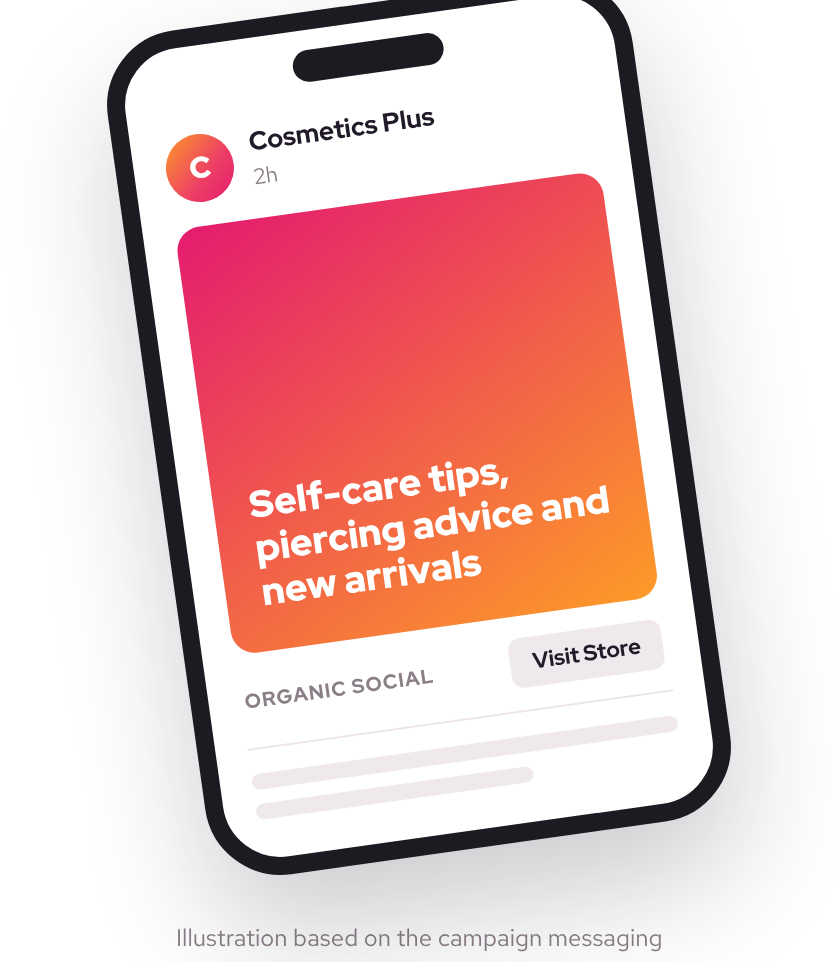 Cosmetics Plus
C
2h
Self-care tips,
piercing advice and
new arrivals
ORGANIC SOCIAL
Visit Store
Illustration based on the campaign messaging